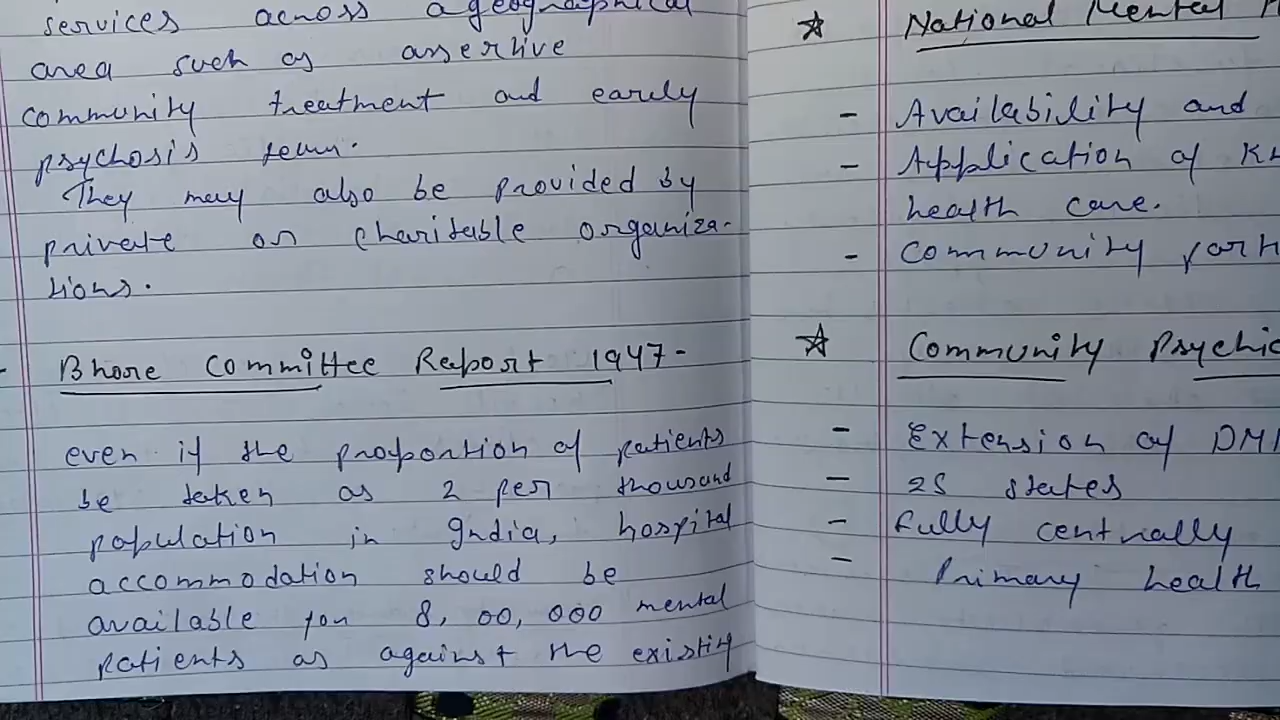 services across a geographical
area such as asserlive
community treatment and early
psychosis team.
They may also be provided by
private or charitable organiza-
tions.
- Bhore Committee Report 1947-
even if the proportion of patients
be taken as 2 per thousand
population in India, hospital
accommodation should be
available for 8,00,000 mental
patients as against the existing
☆ National Mental
- Availability and
- Application of
health care.
- Community
☆ Community
- Extension of
- 25 states
- Fully centrally
- Primary health